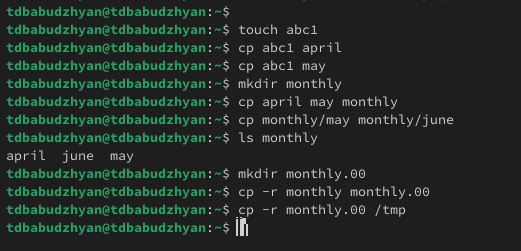 tdbabudzhyan@tdbabudzhyan:~$
tdbabudzhyan@tdbabudzhyan:~$ touch abc1
tdbabudzhyan@tdbabudzhyan:~$ cp abc1 april
tdbabudzhyan@tdbabudzhyan:~$ cp abc1 may
tdbabudzhyan@tdbabudzhyan:~$ mkdir monthly
tdbabudzhyan@tdbabudzhyan:~$ cp april may monthly
tdbabudzhyan@tdbabudzhyan:~$ cp monthly/may monthly/june
tdbabudzhyan@tdbabudzhyan:~$ ls monthly
april  june  may
tdbabudzhyan@tdbabudzhyan:~$ mkdir monthly.00
tdbabudzhyan@tdbabudzhyan:~$ cp -r monthly monthly.00
tdbabudzhyan@tdbabudzhyan:~$ cp -r monthly.00 /tmp
tdbabudzhyan@tdbabudzhyan:~$